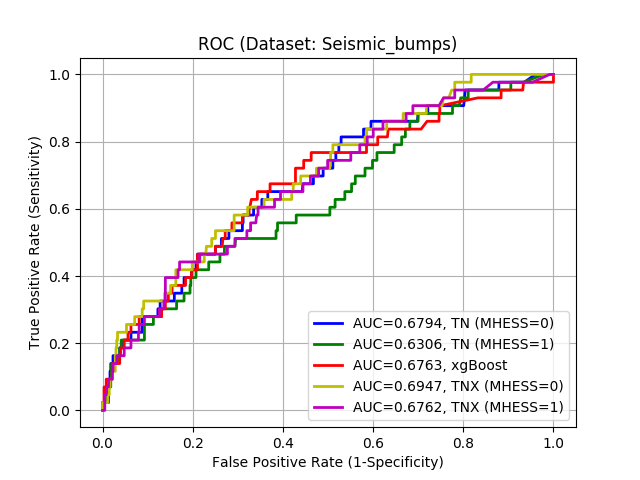 ROC (Dataset: Seismic_bumps)
True Positive Rate (Sensitivity)
1.0
0.8
0.6
0.4
0.2
0.0
AUC=0.6794, TN (MHESS=0)
AUC=0.6306, TN (MHESS=1)
AUC=0.6763, xgBoost
AUC=0.6947, TNX (MHESS=0)
AUC=0.6762, TNX (MHESS=1)
0.0 0.2 0.4 0.6 0.8 1.0
False Positive Rate (1-Specificity)